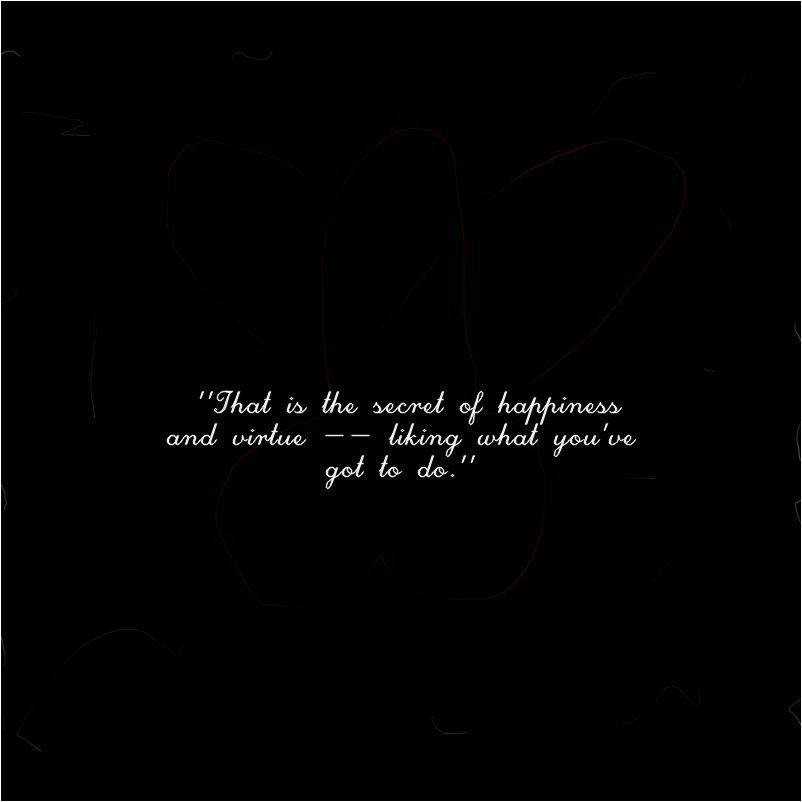 "That is the secret of happiness
and virtue -- liking what you've
got to do."